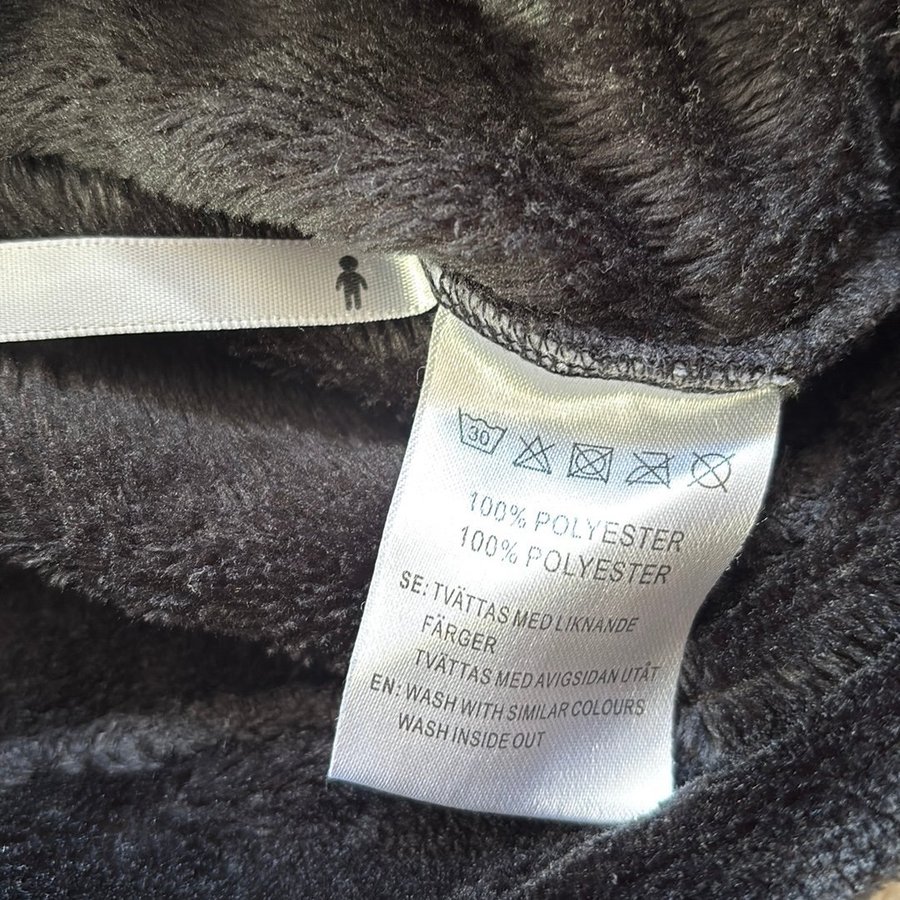 30
100% POLYESTER
100% POLYESTER
SE: TVÄTTAS MED LIKNANDE
FÄRGER
TVÄTTAS MED AVIGSIDAN UTÅT
EN: WASH WITH SIMILAR COLOURS
WASH INSIDE OUT